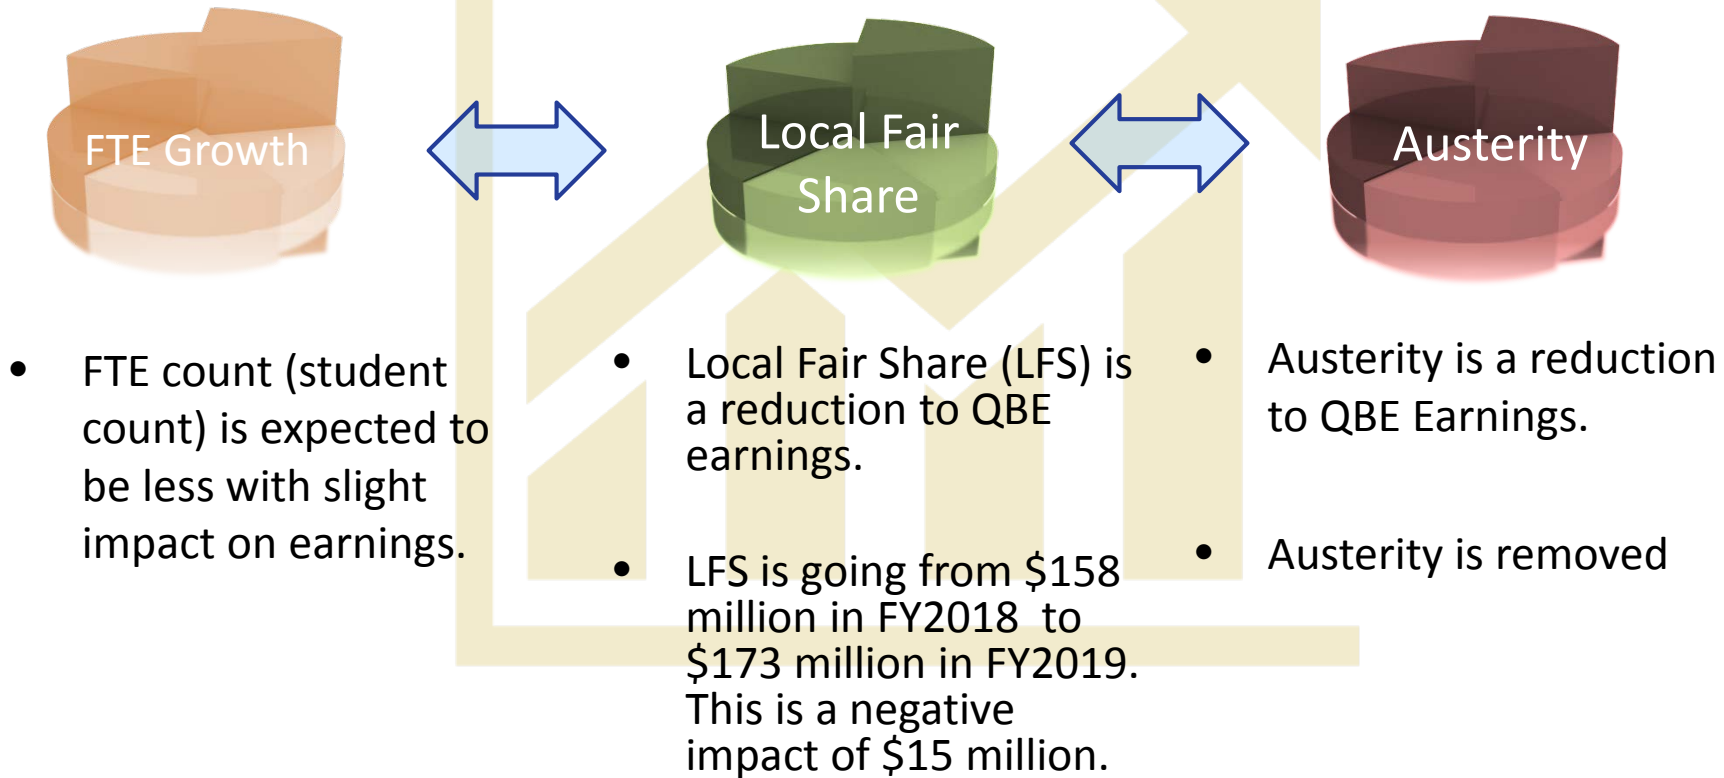 FTE Growth
Local Fair
Share
Austerity
• FTE count (student
count) is expected to
be less with slight
impact on earnings.
• Local Fair Share (LFS) is
a reduction to QBE
earnings.
• LFS is going from $158
million in FY2018 to
$173 million in FY2019.
This is a negative
impact of $15 million.
• Austerity is a reduction
to QBE Earnings.
• Austerity is removed